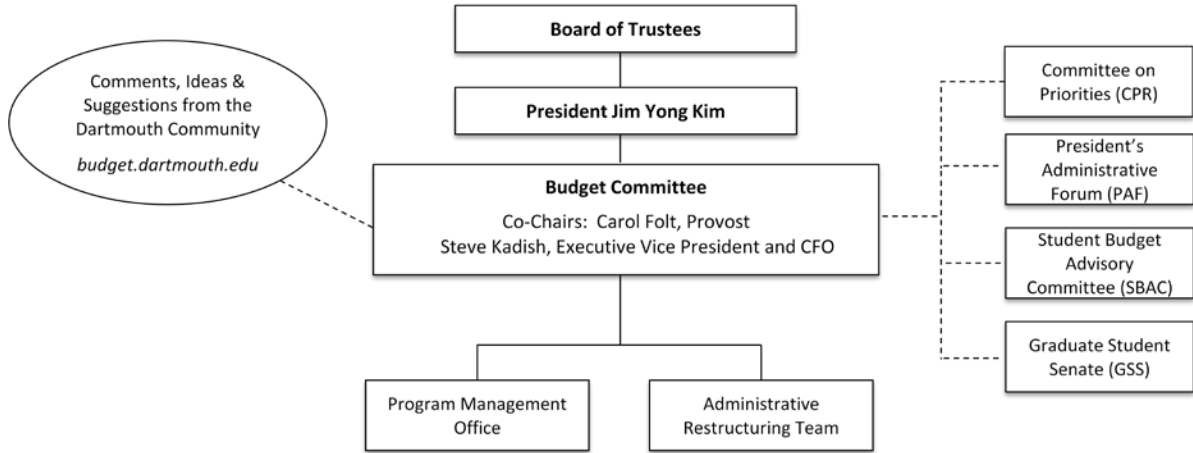 Board of Trustees
Comments, Ideas &
Suggestions from the
Dartmouth Community
budget.dartmouth.edu
President Jim Yong Kim
Budget Committee
Co-Chairs:  Carol Folt, Provost
Steve Kadish, Executive Vice President and CFO
Committee on
Priorities (CPR)
President’s
Administrative
Forum (PAF)
Student Budget
Advisory
Committee (SBAC)
Graduate Student
Senate (GSS)
Program Management
Office
Administrative
Restructuring Team